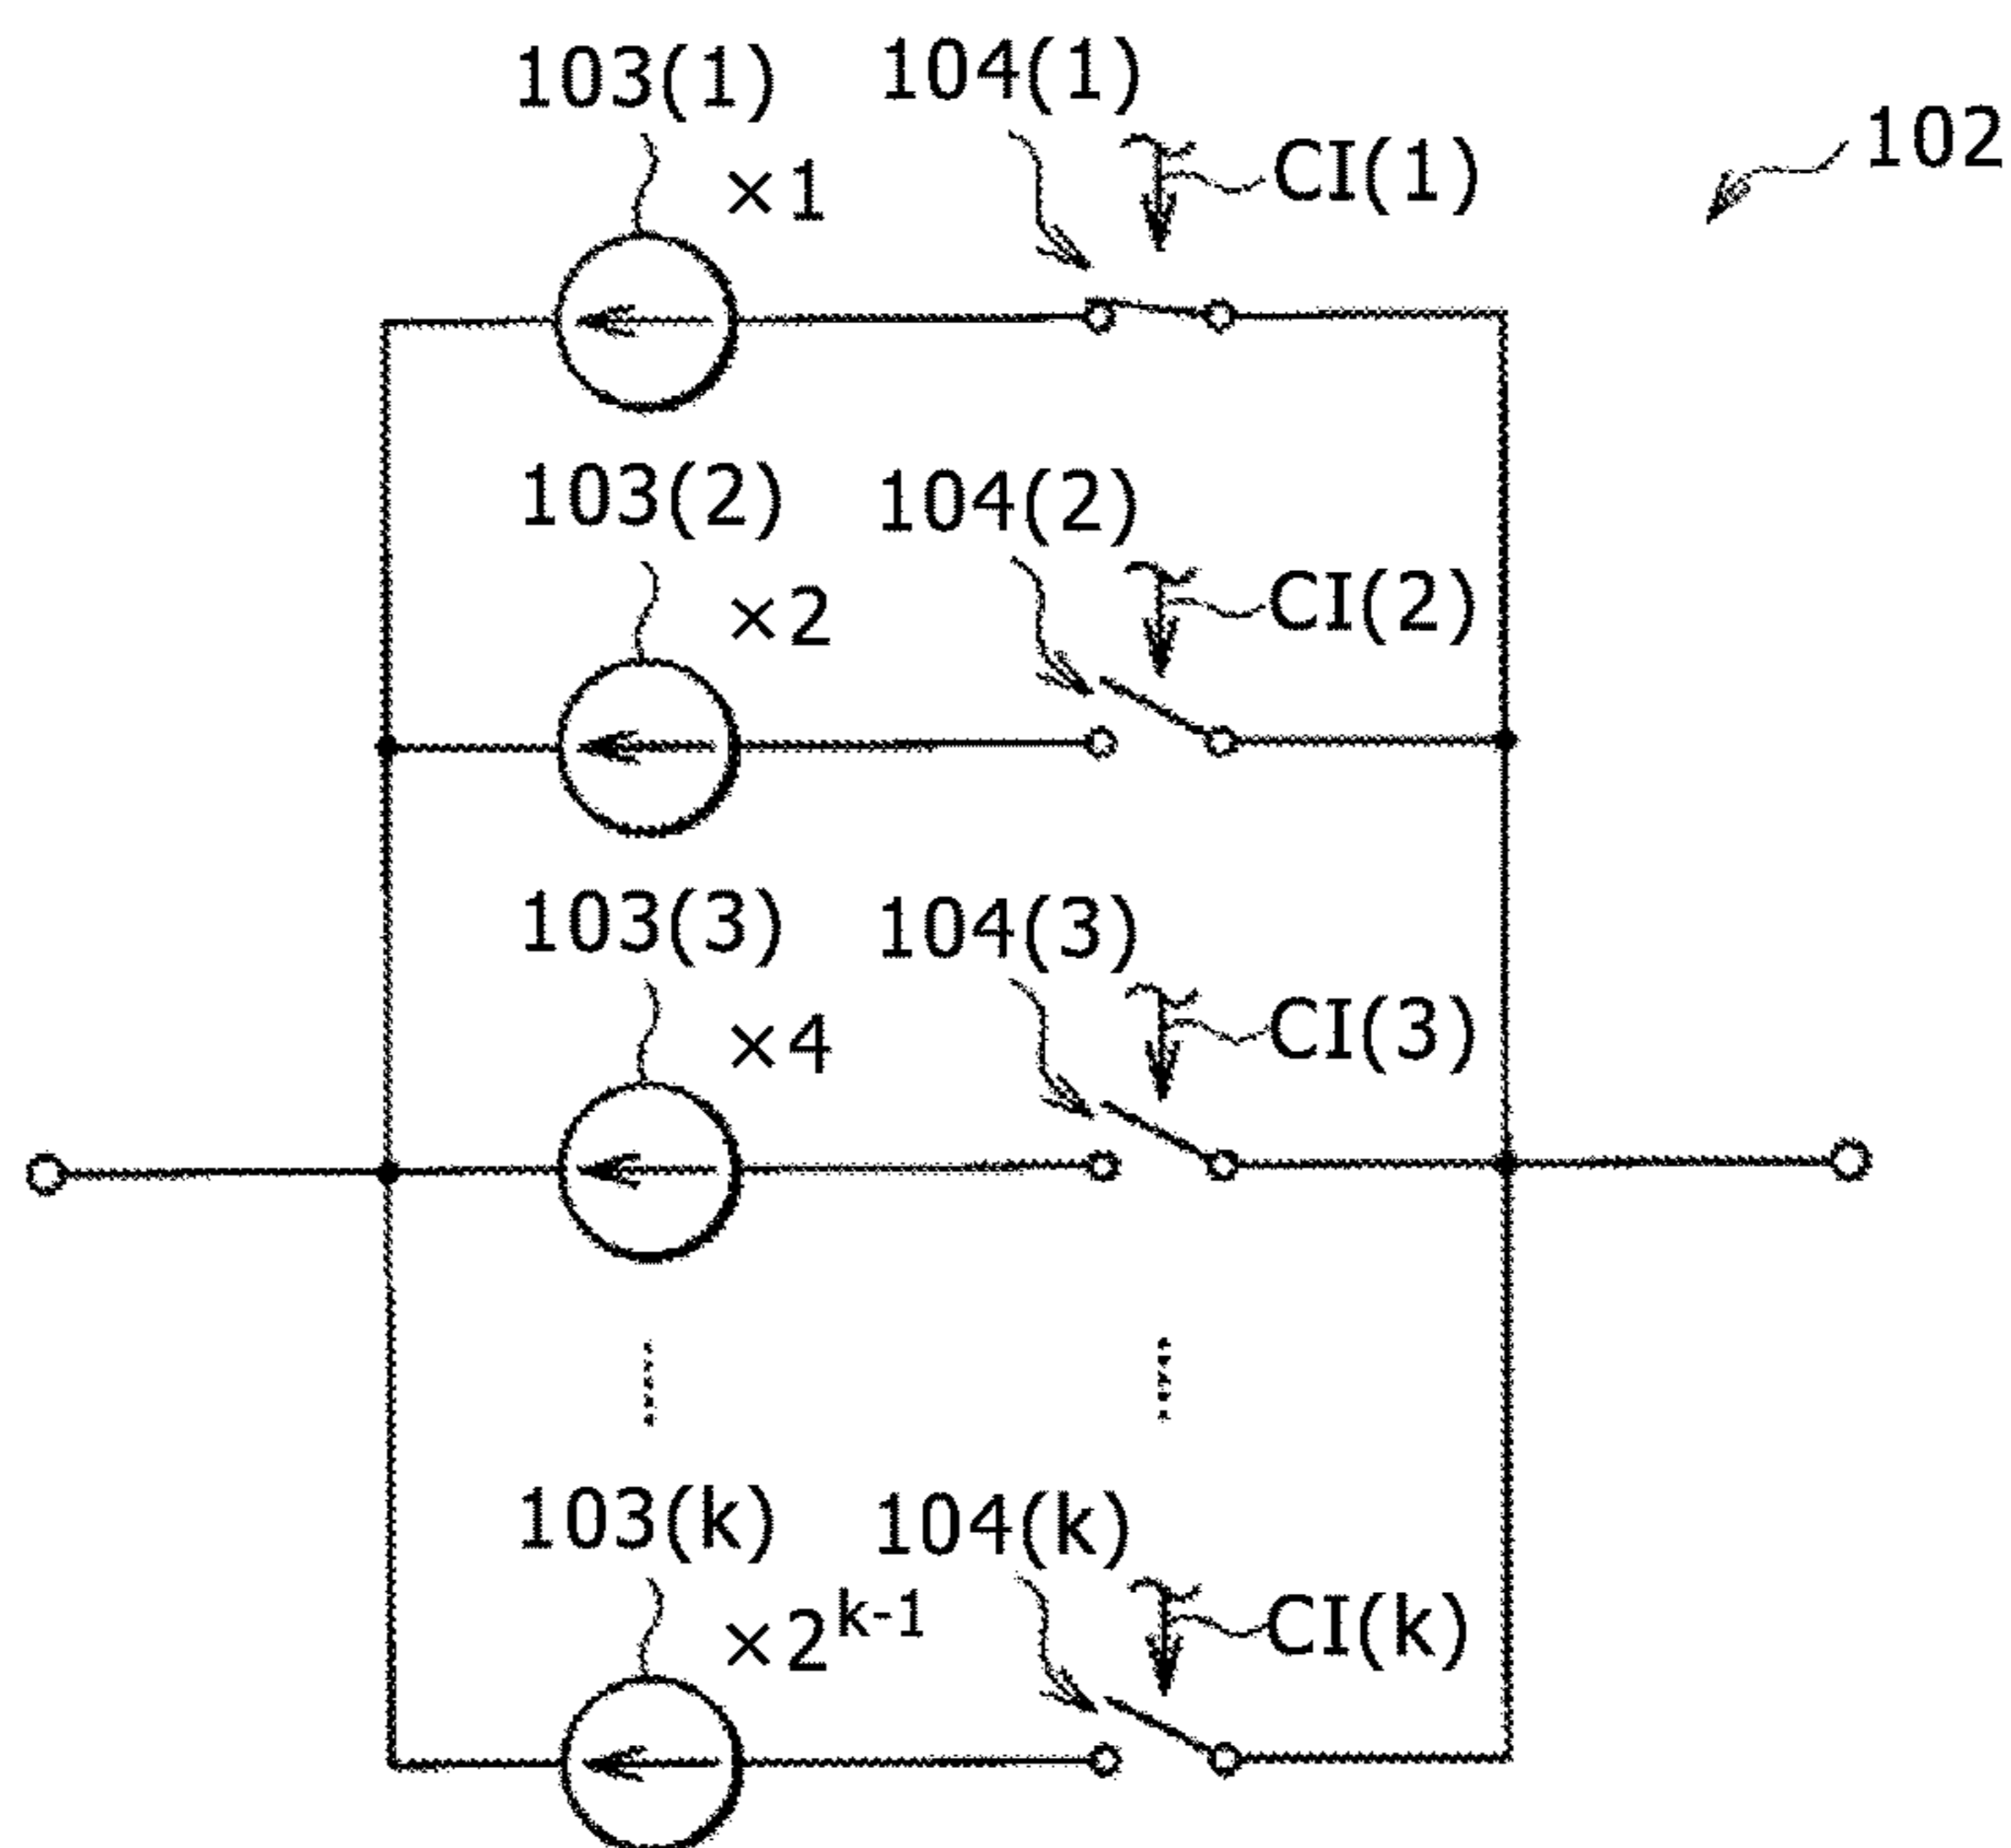 103(1) 104(1)
×1 CI(1) 102
103(2) 104(2)
×2 CI(2)
103(3) 104(3)
×4 CI(3)
103(k) 104(k)
×2^k-1 CI(k)